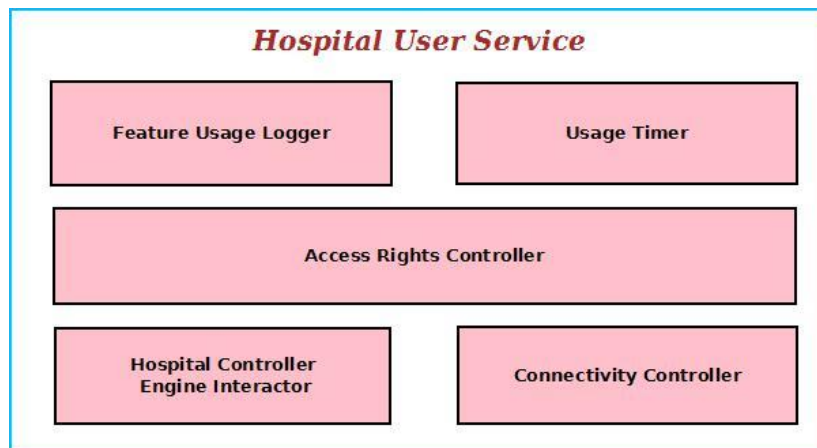 Hospital User Service
Feature Usage Logger
Usage Timer
Access Rights Controller
Hospital Controller
Engine Interactor
Connectivity Controller